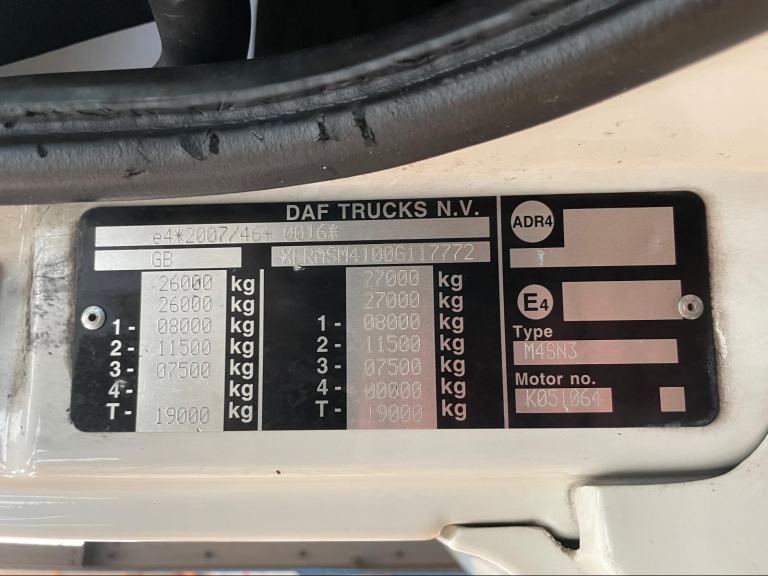 DAF TRUCKS N.V.
e4*2007/46* 0016*
GB XLRMSM4100G117772
26000 kg 27000 kg
26000 kg 27000 kg
1- 08000 kg 1- 08000 kg
2- 11500 kg 2- 11500 kg
3- 07500 kg 3- 07500 kg
4- kg 4- 00000 kg
T- 19000 kg T- 19000 kg
ADR4
E4
Type
M4SN3
Motor no.
K051064